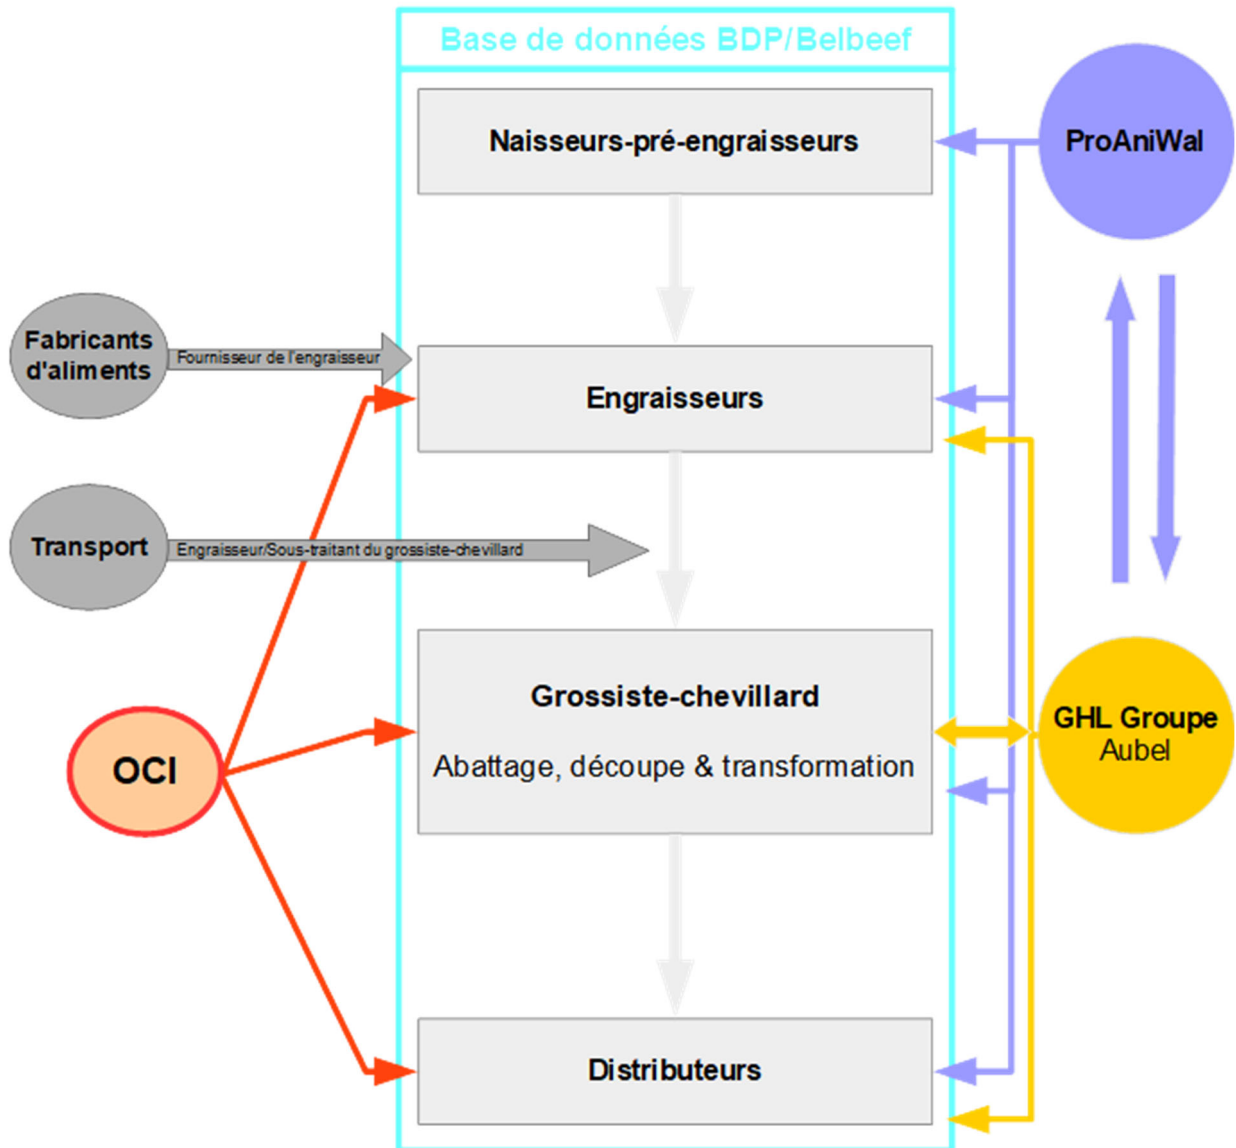 Base de données BDP/Belbeef
Naisseurs-pré-engraisseurs
ProAniWal
Fabricants
d'aliments
Fournisseur de l'engraisseur
Engraisseurs
Transport
Engraisseur/Sous-traitant du grossiste-chevillard
Grossiste-chevillard
Abattage, découpe & transformation
GHL Groupe
Aubel
OCI
Distributeurs